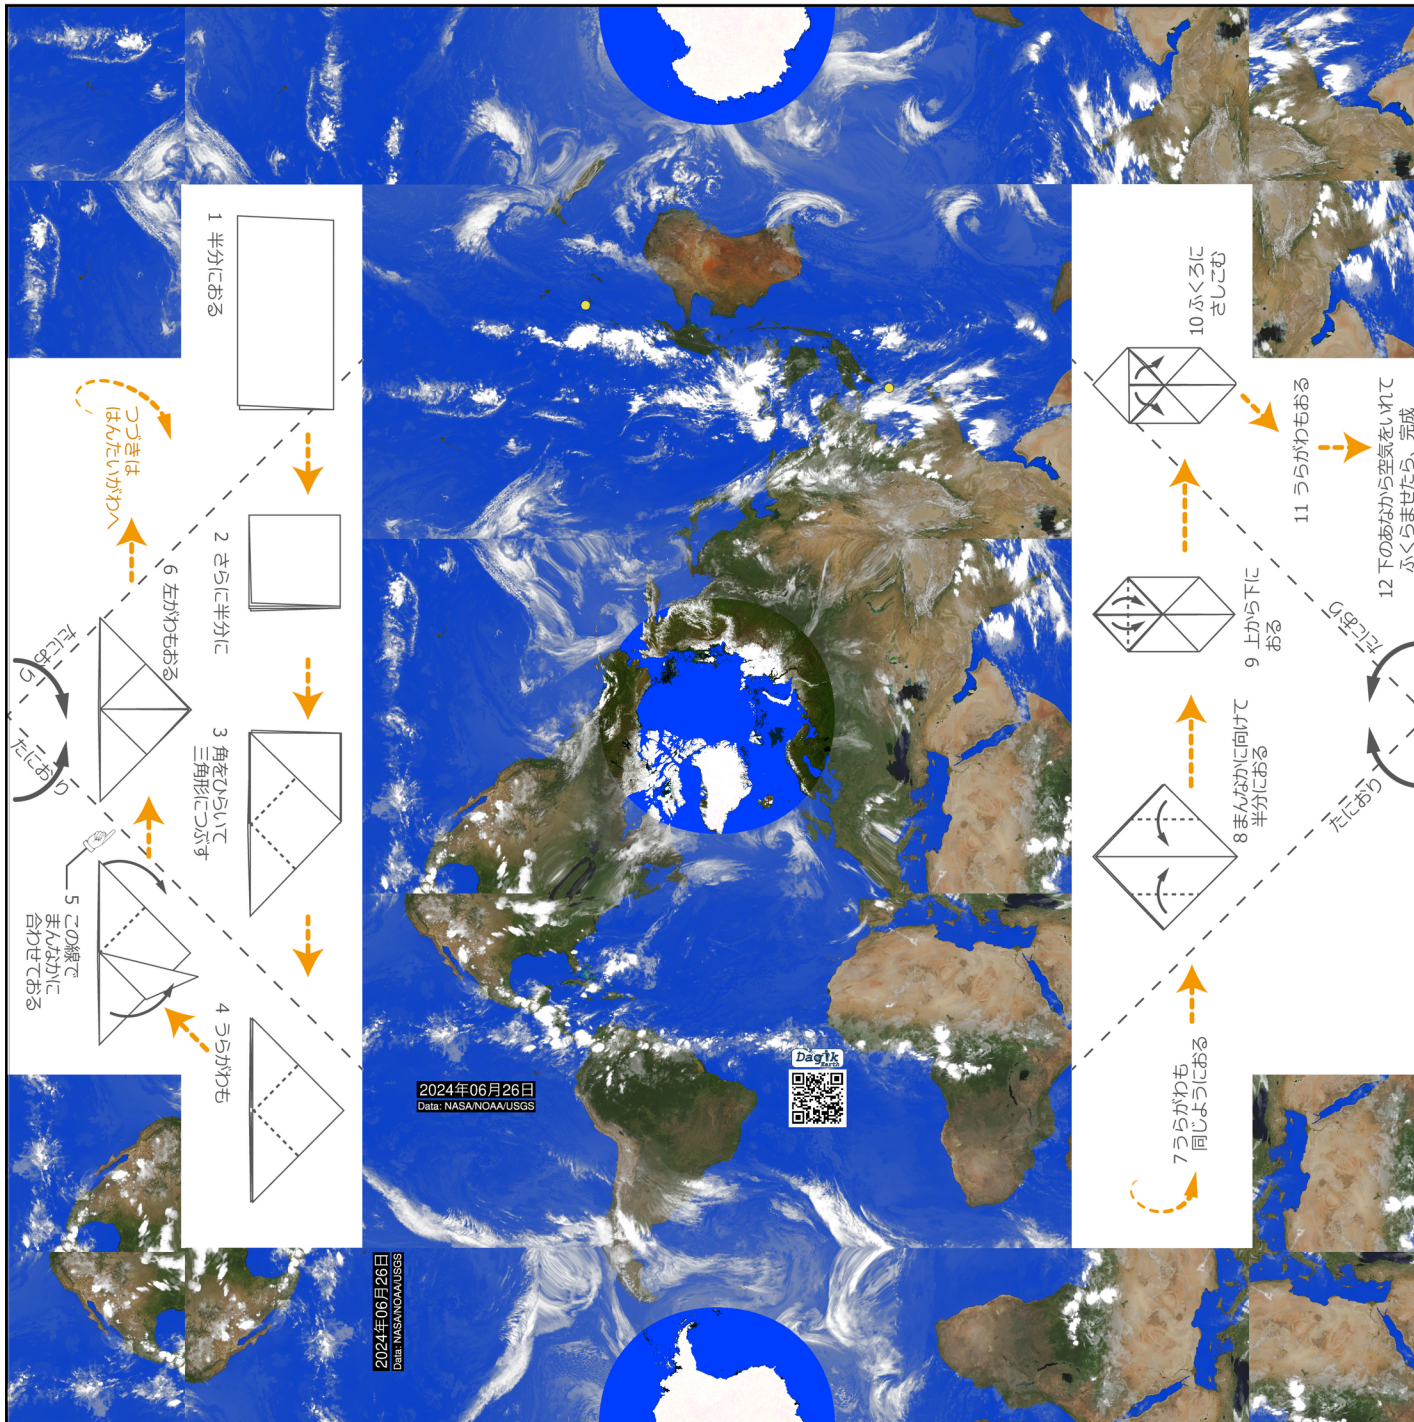 1 半分におる
2 さらに半分に
3 角をひらいて
三角形につぶす
4 うらがわも
5 この線で
まんなかに
合わせておる
6 左がわもおる
つづきは
はんたいがわへ
たにおり
たにおり
7 うらがわも
同じようにおる
8 まんなかに向けて
半分におる
9 上から下に
おる
10 ふくろに
さしこむ
11 うらがわもおる
12 下のあなから空気をいれて
ふくらませたら、完成
たにおり
たにおり
Dagik
Earth
2024年06月26日
Data: NASA/NOAA/USGS
2024年06月26日
Data: NASA/NOAA/USGS